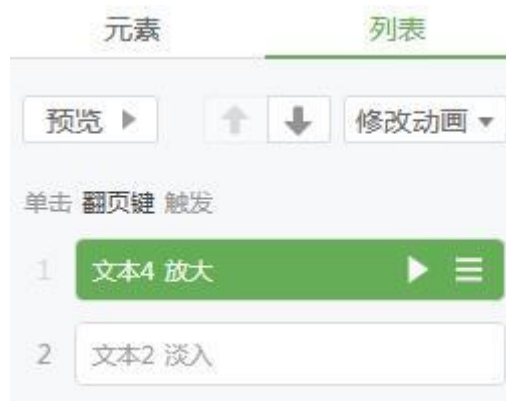 元素 列表
预览 修改动画
单击 翻页键 触发
1 文本4 放大
2 文本2 淡入